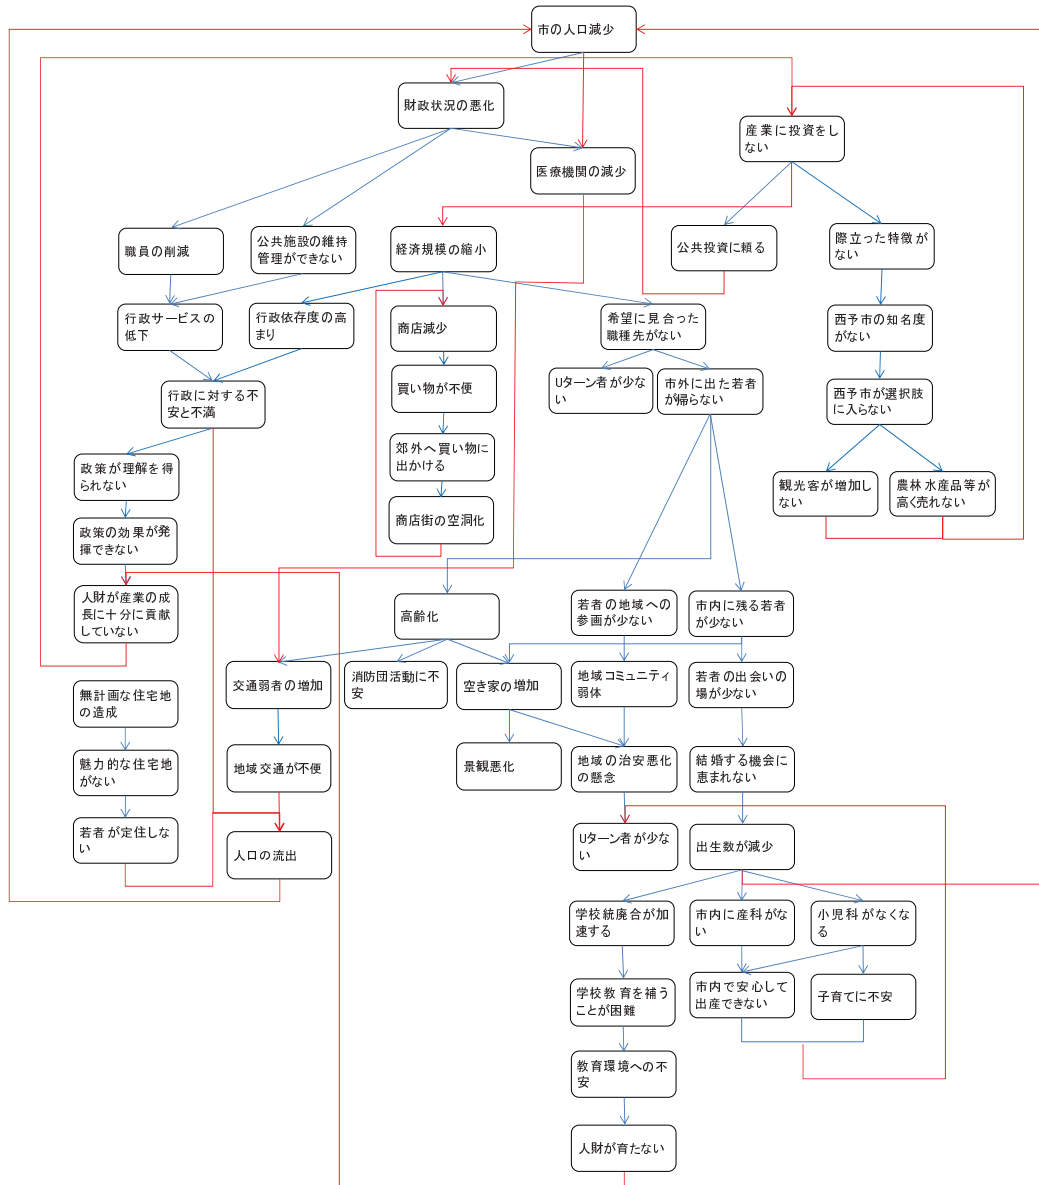 市の人口減少
財政状況の悪化
産業に投資をし
ない
医療機関の減少
職員の削減
公共施設の維持
管理ができない
経済規模の縮小
公共投資に頼る
際立った特徴が
ない
行政サービスの
低下
行政依存度の高
まり
商店減少
希望に見合った
職種先がない
西予市の知名度
がない
買い物が不便
Uターン者が少な
い
市外に出た若者
が帰らない
行政に対する不
安と不満
西予市が選択肢
に入らない
郊外へ買い物に
出かける
政策が理解を得
られない
観光客が増加し
ない
農林水産品等が
高く売れない
商店街の空洞化
政策の効果が発
揮できない
人財が産業の成
長に十分に貢献
していない
高齢化
若者の地域への
参画が少ない
市内に残る若者
が少ない
交通弱者の増加
消防団活動に不
安
空き家の増加
地域コミュニティ
弱体
若者の出会いの
場が少ない
無計画な住宅地
の造成
地域交通が不便
景観悪化
地域の治安悪化
の懸念
結婚する機会に
恵まれない
魅力的な住宅地
がない
若者が定住しな
い
人口の流出
Uターン者が少な
い
出生数が減少
学校統廃合が加
速する
市内に産科がな
い
小児科がなくな
る
学校教育を補う
ことが困難
市内で安心して
出産できない
子育てに不安
教育環境への不
安
人財が育たない